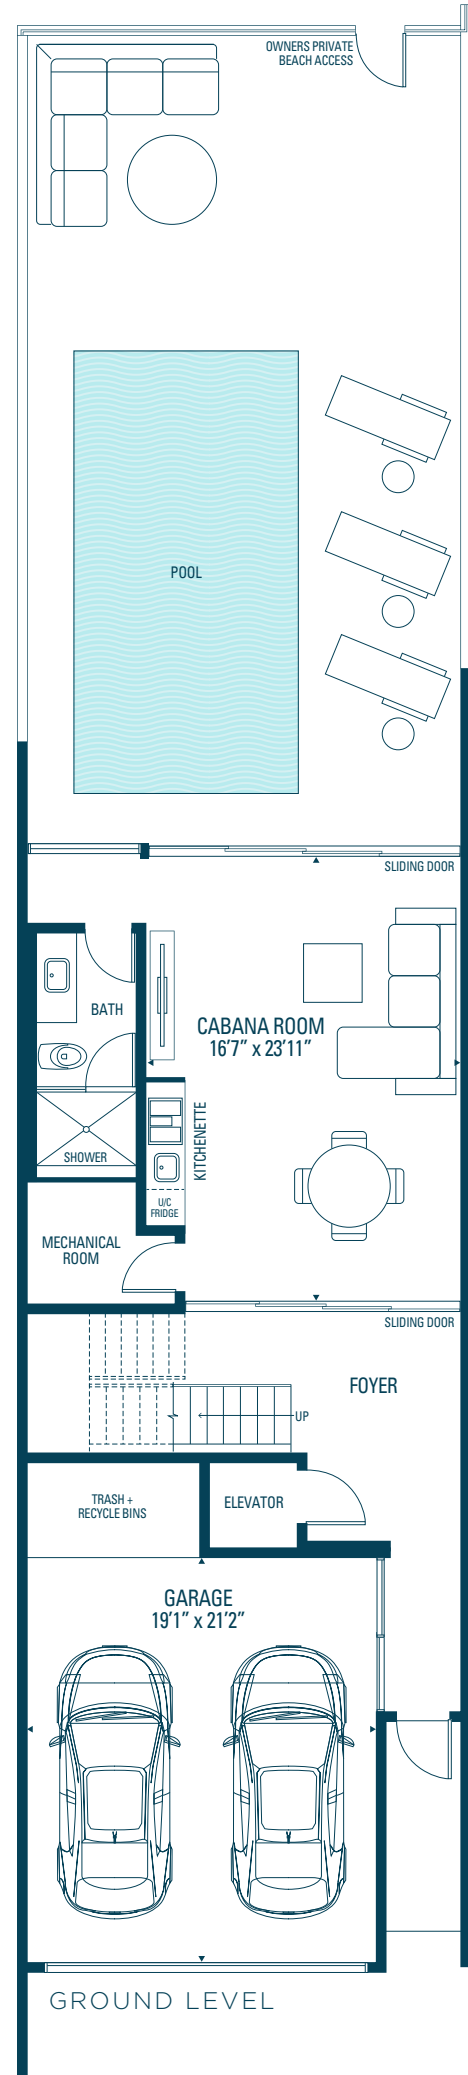 OWNERS PRIVATE
BEACH ACCESS
POOL
SLIDING DOOR
BATH
CABANA ROOM
16'7" x 23'11"
KITCHENETTE
SHOWER
U/C
FRIDGE
MECHANICAL
ROOM
SLIDING DOOR
FOYER
UP
TRASH +
RECYCLE BINS
ELEVATOR
GARAGE
19'1" x 21'2"
GROUND LEVEL